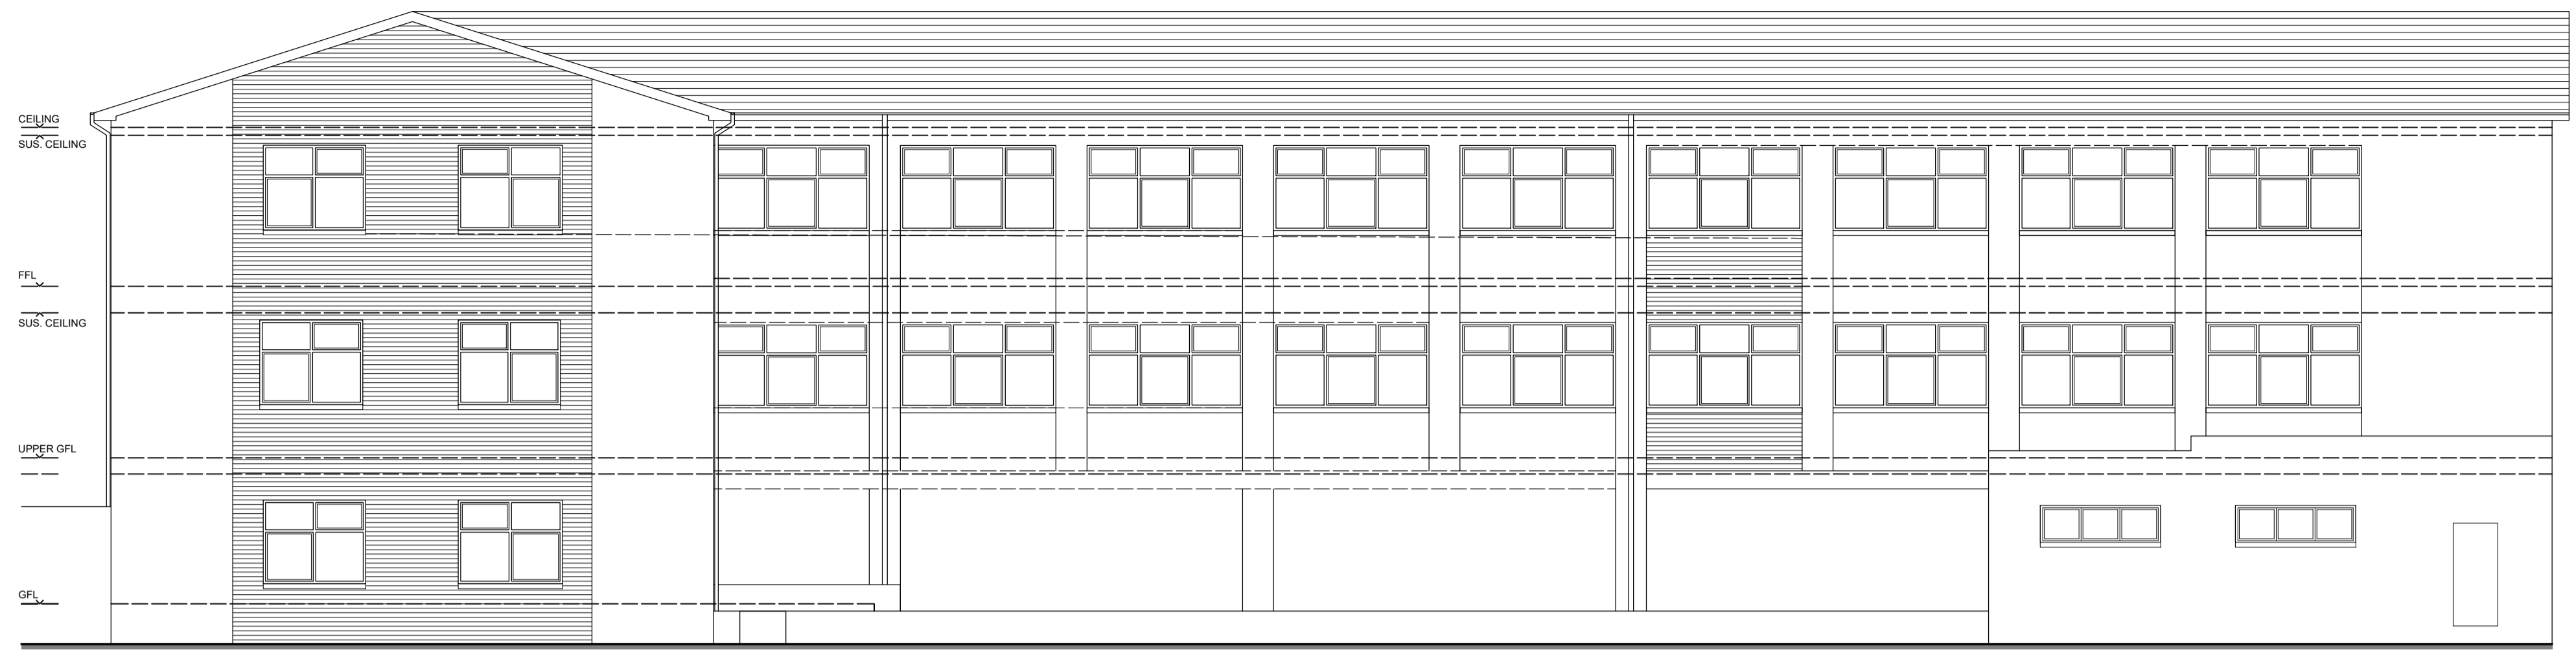 CEILING
SUS. CEILING
FFL
SUS. CEILING
UPPER GFL
GFL